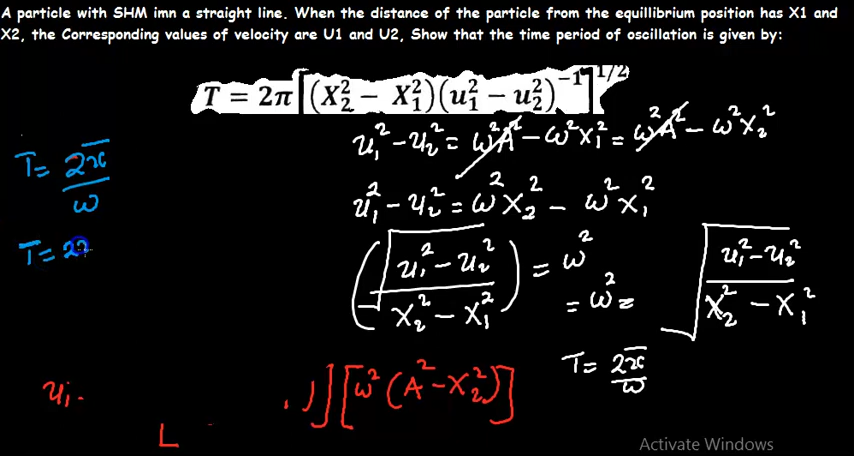 A particle with SHM imn a straight line. When the distance of the particle from the equillibrium position has X1 and
X2, the Corresponding values of velocity are U1 and U2, Show that the time period of oscillation is given by:
T = 2π[(X₂² − X₁²)(u₁² − u₂²)⁻¹]^1/2
u₁² - u₂² = ω²A² - ω²x₁² = ω²A² - ω²x₂²
T = 2π/ω
u₁² - u₂² = ω²x₂² - ω²x₁²
T = 2
(√(u₁² - u₂²)/(x₂² - x₁²)) = ω²
= ω² = √((u₁² - u₂²)/(x₂² - x₁²))
T = 2π/ω
u₁.
.)][ω²(A² - x₂²)]
L
Activate Windows